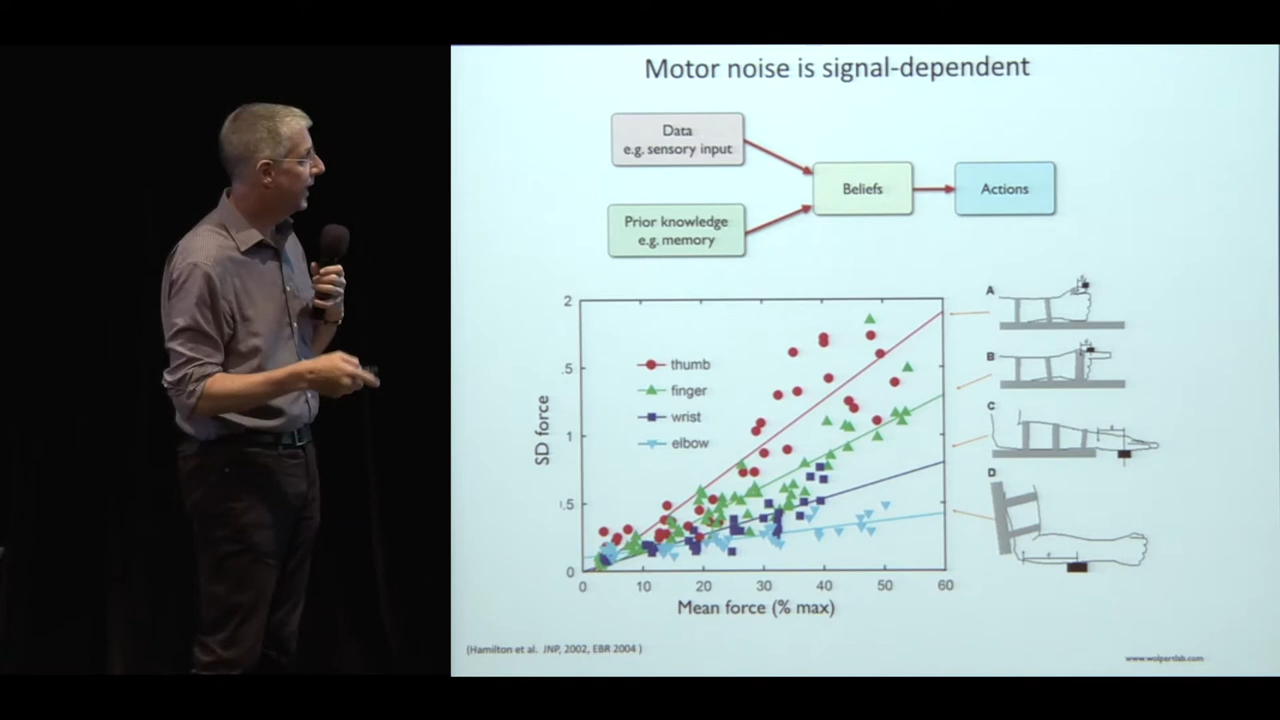 Motor noise is signal-dependent
Data
e.g. sensory input
Prior knowledge
e.g. memory
Beliefs
Actions
2
.5
1
.5
0
SD force
thumb
finger
wrist
elbow
0 10 20 30 40 50 60
Mean force (% max)
A
B
C
D
(Hamilton et al. JNP, 2002, EBR 2004 )
www.wolpertlab.com